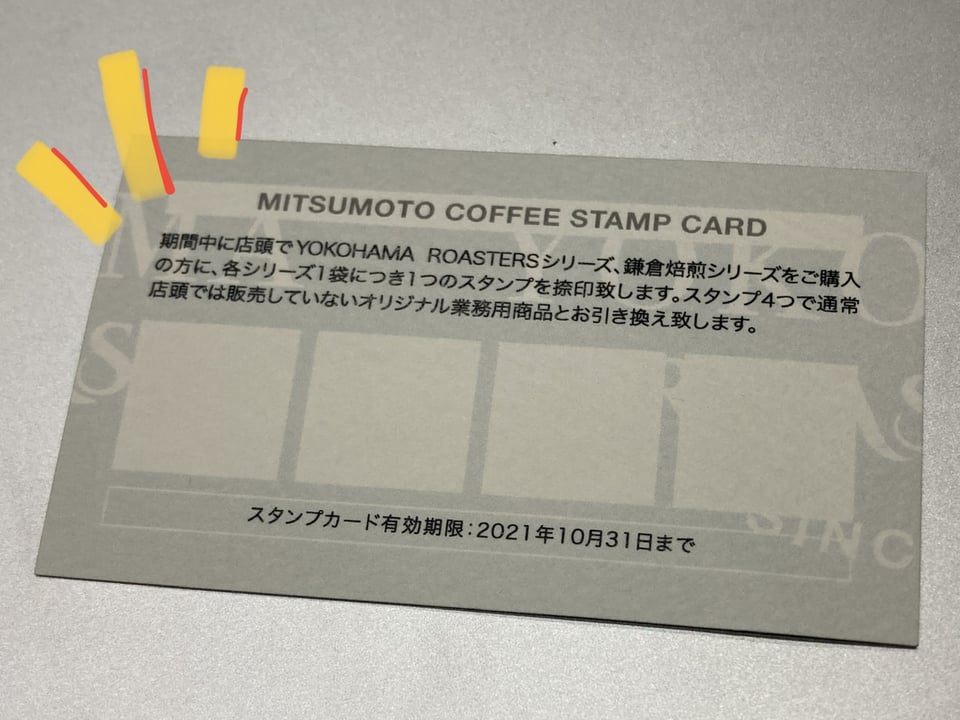 MITSUMOTO COFFEE STAMP CARD
期間中に店頭でYOKOHAMA ROASTERSシリーズ、鎌倉焙煎シリーズをご購入
の方に、各シリーズ1袋につき1つのスタンプを捺印致します。スタンプ4つで通常
店頭では販売していないオリジナル業務用商品とお引き換え致します。
スタンプカード有効期限：2021年10月31日まで